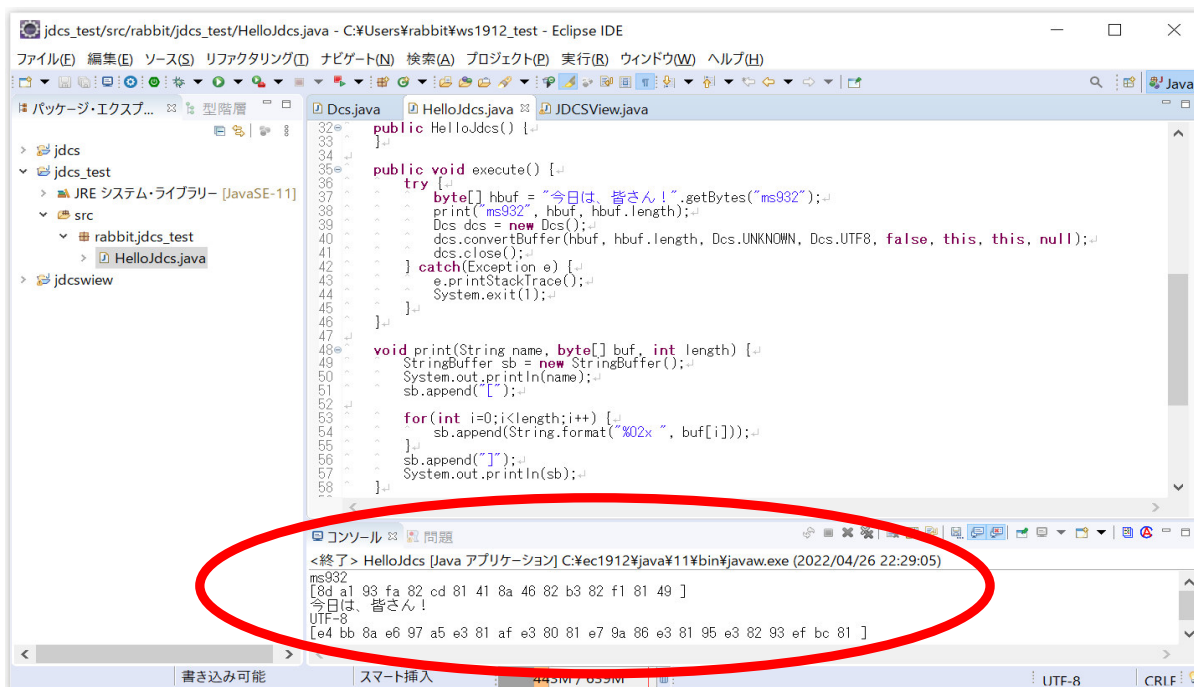 jdcs_test/src/rabbit/jdcs_test/HelloJdcs.java - C:¥Users¥rabbit¥ws1912_test - Eclipse IDE
ファイル(F) 編集(E) ソース(S) リファクタリング(T) ナビゲート(N) 検索(A) プロジェクト(P) 実行(R) ウィンドウ(W) ヘルプ(H)
Java
パッケージ・エクスプ... 型階層
Dcs.java HelloJdcs.java JDCSView.java
jdcs
jdcs_test
JRE システム・ライブラリー [JavaSE-11]
src
rabbit.jdcs_test
HelloJdcs.java
jdcswiew
32 public HelloJdcs() {
33 }
34
35 public void execute() {
36 try {
37 byte[] hbuf = "今日は、皆さん！".getBytes("ms932");
38 print("ms932", hbuf, hbuf.length);
39 Dcs dcs = new Dcs();
40 dcs.convertBuffer(hbuf, hbuf.length, Dcs.UNKNOWN, Dcs.UTF8, false, this, this, null);
41 dcs.close();
42 } catch(Exception e) {
43 e.printStackTrace();
44 System.exit(1);
45 }
46 }
47
48 void print(String name, byte[] buf, int length) {
49 StringBuffer sb = new StringBuffer();
50 System.out.println(name);
51 sb.append("[");
52
53 for(int i=0;i<length;i++) {
54 sb.append(String.format("%02x ", buf[i]));
55 }
56 sb.append("]");
57 System.out.println(sb);
58 }
コンソール 問題
<終了> HelloJdcs [Java アプリケーション] C:¥ec1912¥java¥11¥bin¥javaw.exe (2022/04/26 22:29:05)
ms932
[8d a1 93 fa 82 cd 81 41 8a 46 82 b3 82 f1 81 49 ]
今日は、皆さん！
UTF-8
[e4 bb 8a e6 97 a5 e3 81 af e3 80 81 e7 9a 86 e3 81 95 e3 82 93 ef bc 81 ]
書き込み可能 スマート挿入 UTF-8 CRLF